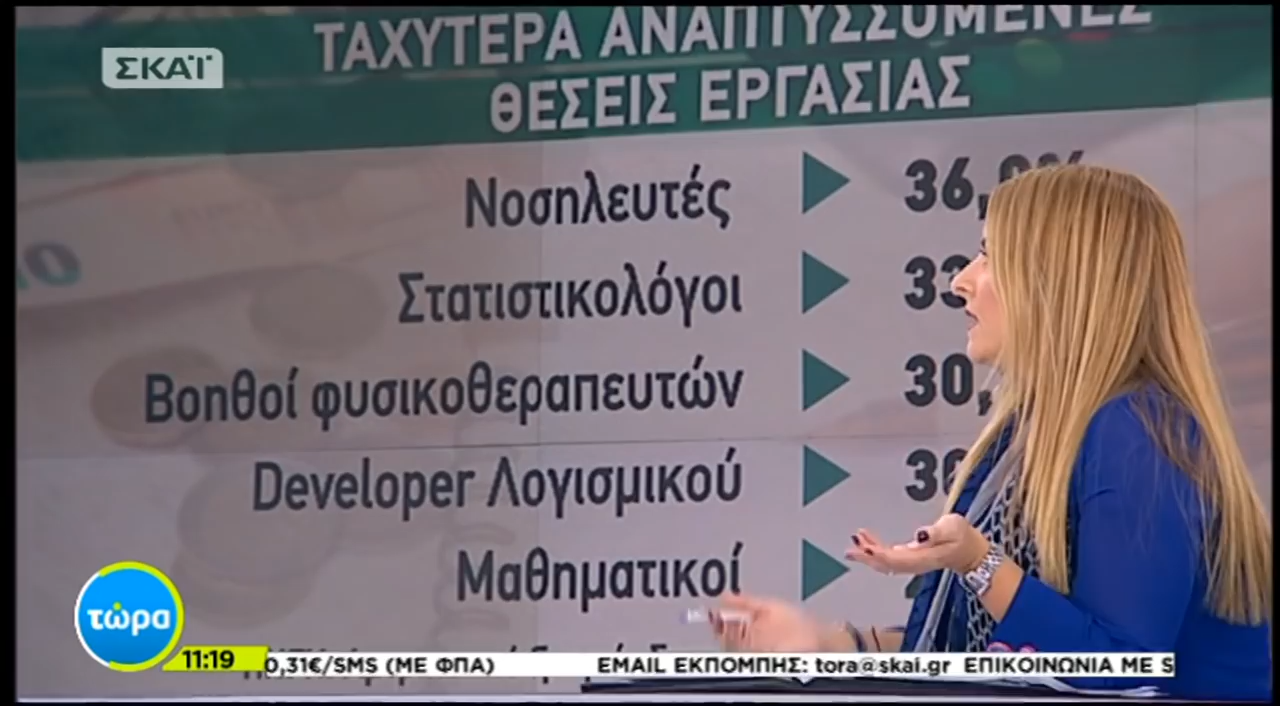 ΣΚΑΪ
ΤΑΧΥΤΕΡΑ ΑΝΑΠΤΥΣΣΟΜΕΝΕΣ
ΘΕΣΕΙΣ ΕΡΓΑΣΙΑΣ
Νοσηλευτές
Στατιστικολόγοι
Βοηθοί φυσικοθεραπευτών
Developer Λογισμικού
Μαθηματικοί
τώρα
11:19 0,31€/SMS (ΜΕ ΦΠΑ) EMAIL ΕΚΠΟΜΠΗΣ: tora@skai.gr ΕΠΙΚΟΙΝΩΝΙΑ ΜΕ S